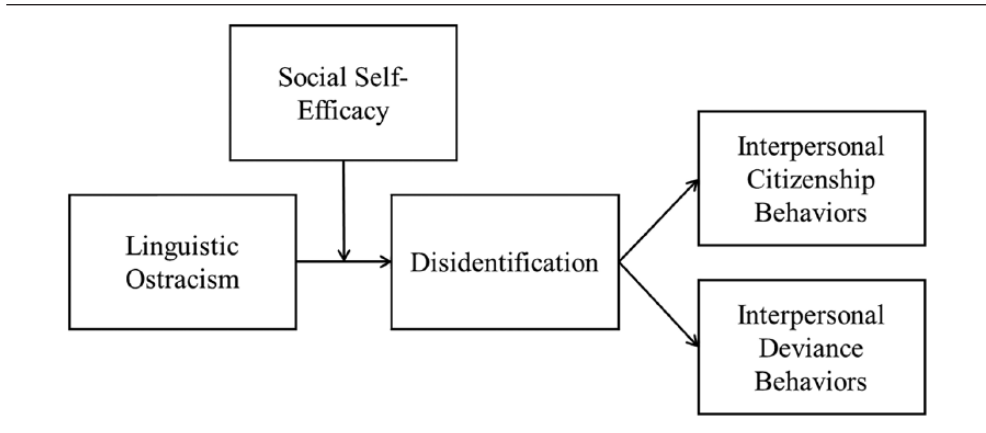 Social Self-
Efficacy
Linguistic
Ostracism
Disidentification
Interpersonal
Citizenship
Behaviors
Interpersonal
Deviance
Behaviors